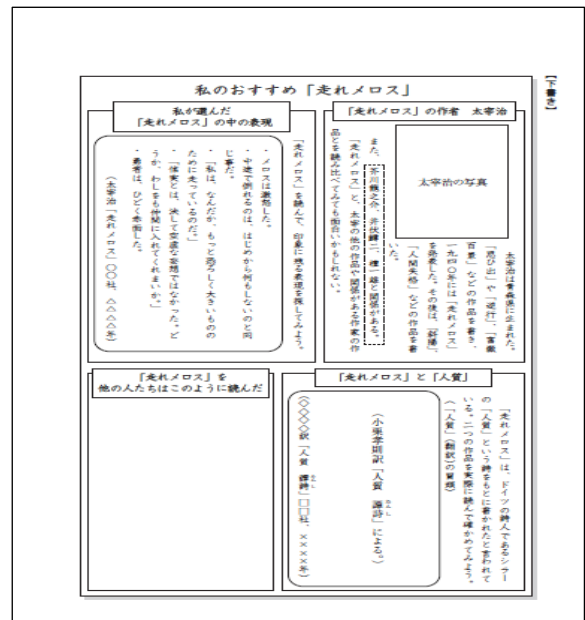 【下書き】
私のおすすめ「走れメロス」
「走れメロス」の作者　太宰治
太宰治の写真
太宰治は青森県に生まれた。
「思ひ出」や「逆行」、「富嶽
百景」などの作品を書き、
一九四〇年には「走れメロス」
を発表した。その後は、「斜陽」、
「人間失格」などの作品を書
いた。
また、芥川龍之介、井伏鱒二、檀一雄と関係がある。
「走れメロス」と、太宰の他の作品や関係がある作家の作
品とを読み比べてみても面白いかもしれない。
私が選んだ
「走れメロス」の中の表現
「走れメロス」を読んで、印象に残る表現を探してみよう。
・メロスは激怒した。
・中途で倒れるのは、はじめから何もしないのと同
じ事だ。
・「私は、なんだか、もっと恐ろしく大きいものの
ために走っているのだ。」
・「信実とは、決して空虚な妄想ではなかった。ど
うか、わしをも仲間に入れてくれまいか。」
・勇者は、ひどく赤面した。
（太宰治「走れメロス」〇〇社、△△△△年）
「走れメロス」と「人質」
「走れメロス」は、ドイツの詩人であるシラー
の「人質」という詩をもとに書かれたと言われて
いる。二つの作品を実際に読んで確かめてみよう。
（「人質」（翻訳）の冒頭）
（小栗孝則訳「人質　譚詩」による。）
（◇◇◇◇訳「人質　譚詩」□□社、××××年）
「走れメロス」を
他の人たちはこのように読んだ